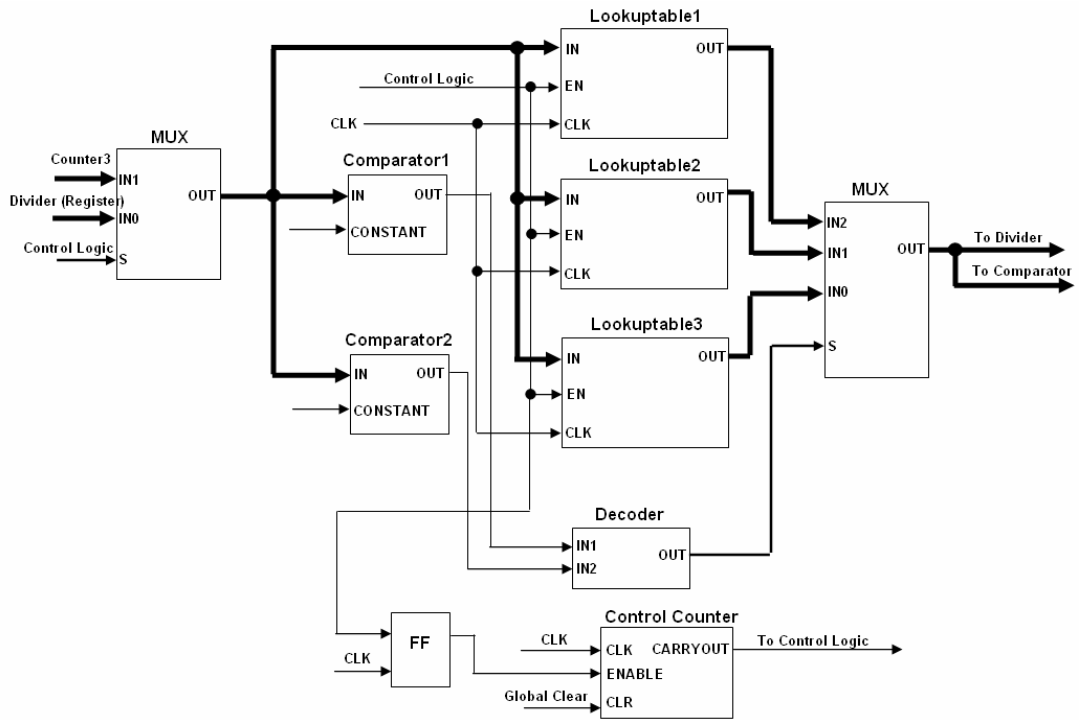 Lookuptable1
IN
OUT
EN
CLK
Control Logic
CLK
MUX
Counter3
IN1
OUT
Divider (Register)
IN0
Control Logic
S
Comparator1
IN
OUT
CONSTANT
Lookuptable2
IN
OUT
EN
CLK
MUX
IN2
IN1
OUT
IN0
S
To Divider
To Comparator
Comparator2
IN
OUT
CONSTANT
Lookuptable3
IN
OUT
EN
CLK
Decoder
IN1
OUT
IN2
FF
CLK
Control Counter
CLK
CLK
CARRYOUT
To Control Logic
ENABLE
Global Clear
CLR